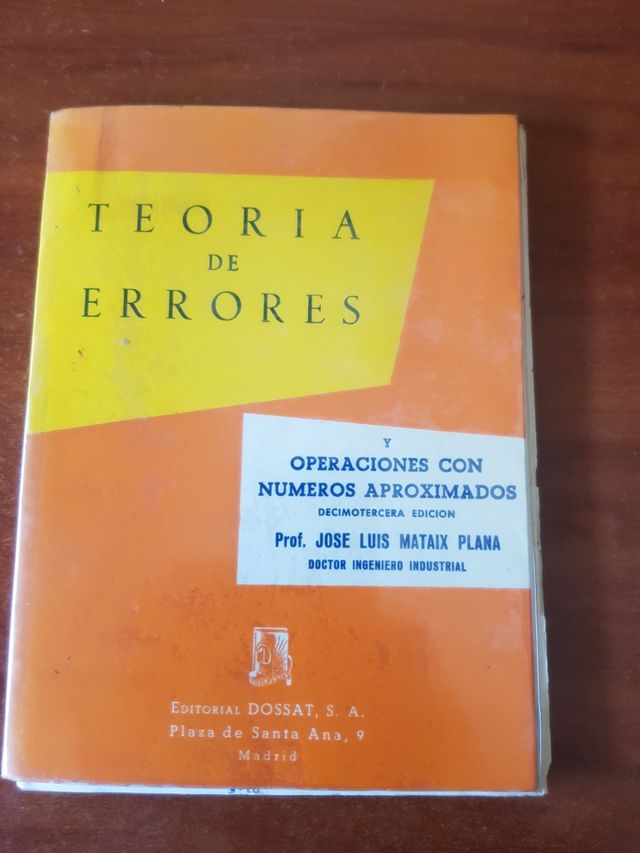 TEORIA
DE
ERRORES
Y
OPERACIONES CON
NUMEROS APROXIMADOS
DECIMOTERCERA EDICION
Prof. JOSE LUIS MATAIX PLANA
DOCTOR INGENIERO INDUSTRIAL
EDITORIAL DOSSAT, S. A.
Plaza de Santa Ana, 9
Madrid